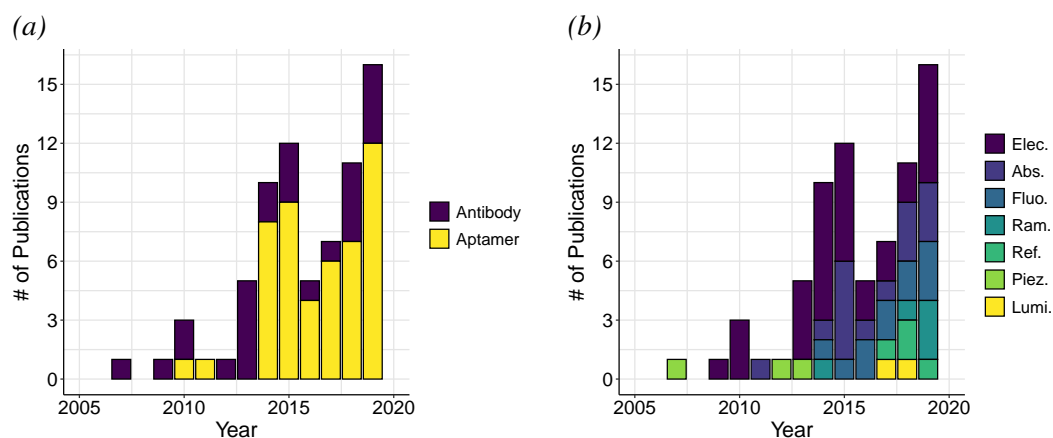 (a)
# of Publications
15
12
9
6
3
0
2005 2010 2015 2020
Year
Antibody
Aptamer
(b)
# of Publications
15
12
9
6
3
0
2005 2010 2015 2020
Year
Elec.
Abs.
Fluo.
Ram.
Ref.
Piez.
Lumi.